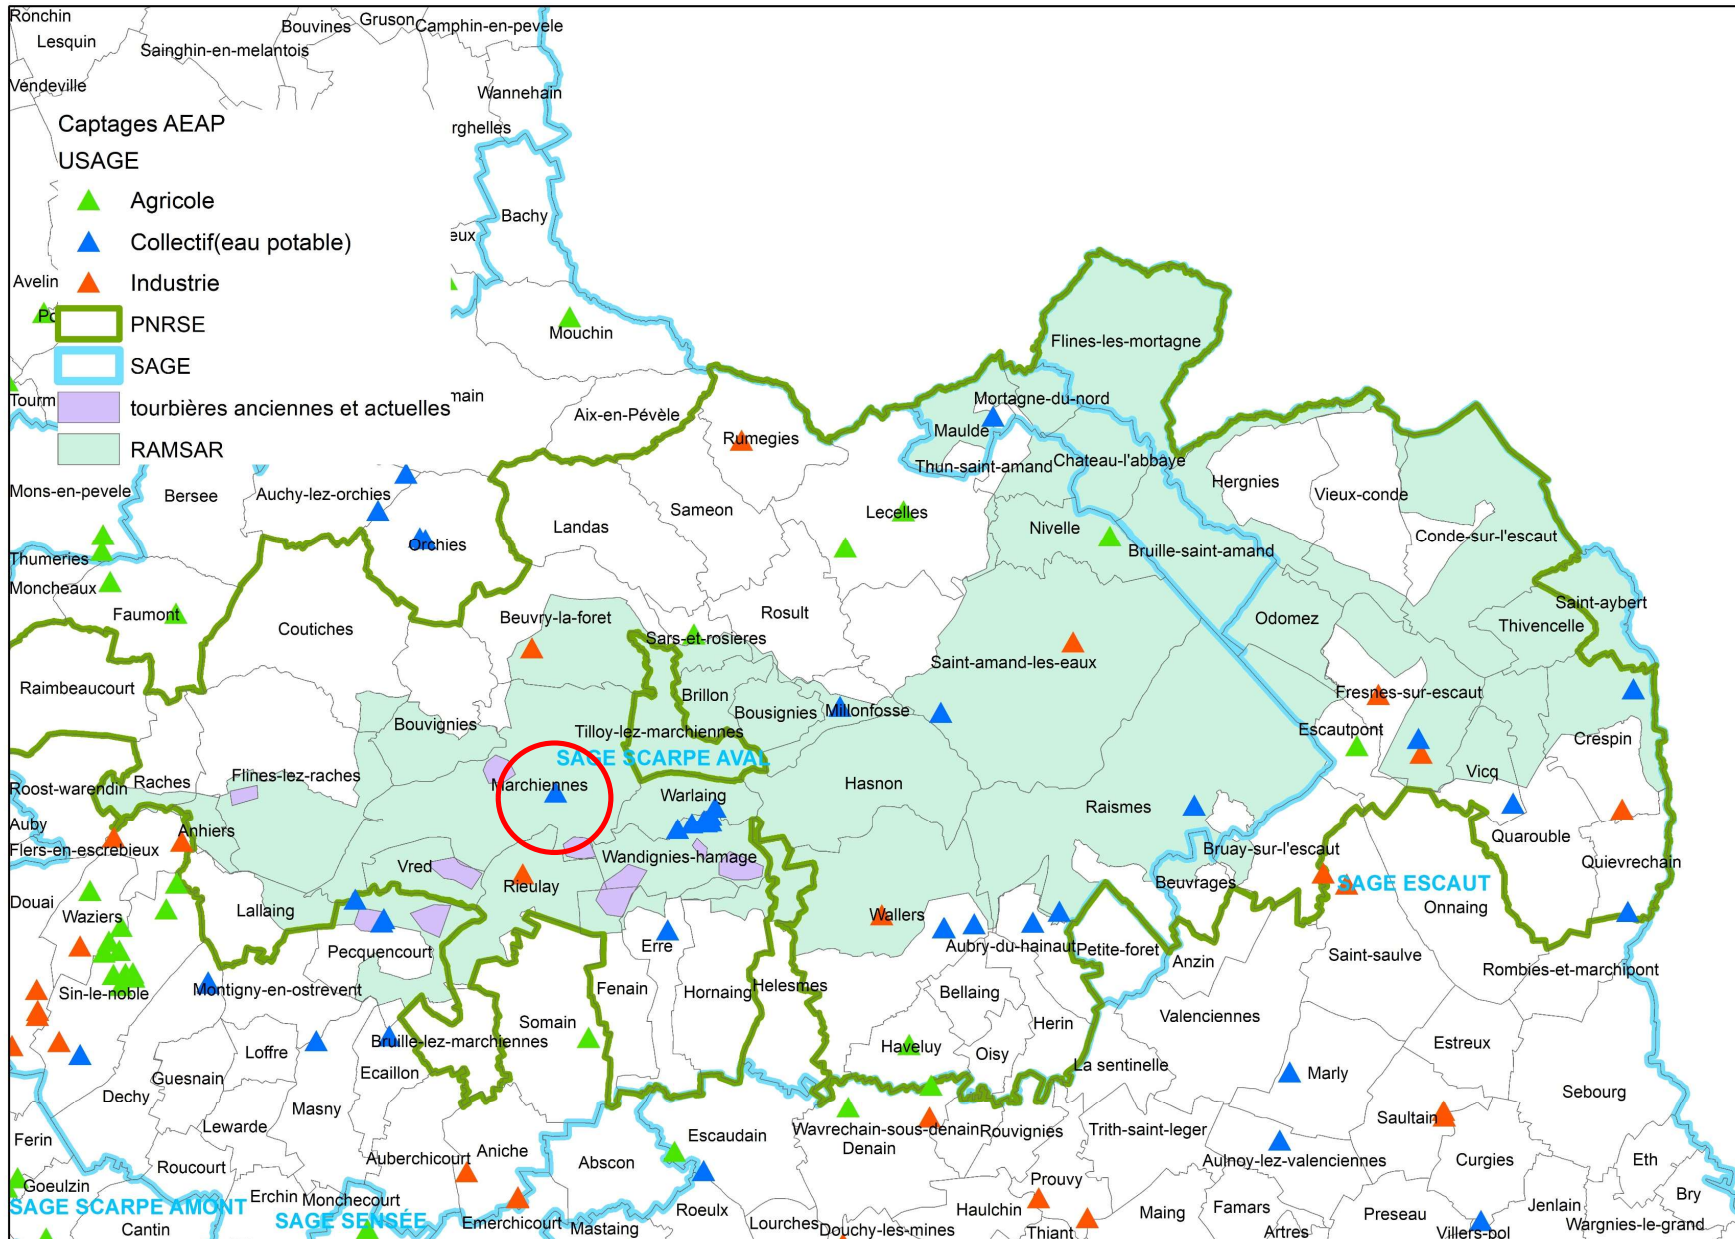 Ronchin
Lesquin
Sainghin-en-melantois
Bouvines
Gruson
Camphin-en-pevele
Vendeville
Wannehain
Captages AEAP
USAGE
Agricole
Collectif(eau potable)
Industrie
PNRSE
SAGE
tourbières anciennes et actuelles
RAMSAR
rghelles
Bachy
eux
Avelin
Po
Mouchin
Tourm
main
Aix-en-Pévèle
Flines-les-mortagne
Mortagne-du-nord
Maulde
Rumegies
Thun-saint-amand
Chateau-l'abbaye
Hergnies
Vieux-conde
Mons-en-pevele
Bersee
Auchy-lez-orchies
Landas
Sameon
Lecelles
Nivelle
Bruille-saint-amand
Conde-sur-l'escaut
Orchies
Thumeries
Moncheaux
Faumont
Coutiches
Beuvry-la-foret
Rosult
Sars-et-rosieres
Odomez
Saint-aybert
Thivencelle
Saint-amand-les-eaux
Raimbeaucourt
Brillon
Bousignies
Millonfosse
Fresnes-sur-escaut
Bouvignies
Tilloy-lez-marchiennes
Escautpont
Crespin
SAGE SCARPE AVAL
Roost-warendin
Raches
Flines-lez-raches
Marchiennes
Warlaing
Hasnon
Vicq
Raismes
Auby
Anhiers
Flers-en-escrebieux
Quarouble
Vred
Wandignies-hamage
Bruay-sur-l'escaut
Quievrechain
Rieulay
Beuvrages
SAGE ESCAUT
Douai
Waziers
Lallaing
Wallers
Onnaing
Pecquencourt
Erre
Aubry-du-hainaut
Petite-foret
Anzin
Saint-saulve
Rombies-et-marchipont
Sin-le-noble
Montigny-en-ostrevent
Fenain
Hornaing
Helesmes
Bellaing
Valenciennes
Somain
Herin
Loffre
Bruille-lez-marchiennes
Haveluy
Oisy
Estreux
Guesnain
Ecaillon
La sentinelle
Marly
Dechy
Masny
Sebourg
Ferin
Lewarde
Escaudain
Wavrechain-sous-denain
Denain
Rouvignies
Trith-saint-leger
Saultain
Aniche
Auberchicourt
Abscon
Aulnoy-lez-valenciennes
Curgies
Eth
Roucourt
Goeulzin
Prouvy
Erchin
Monchecourt
Bry
SAGE SCARPE AMONT
SAGE SENSÉE
Emerchicourt
Mastaing
Roeulx
Lourches
Haulchin
Maing
Famars
Preseau
Jenlain
Cantin
Douchy-les-mines
Thiant
Artres
Villers-pol
Wargnies-le-grand